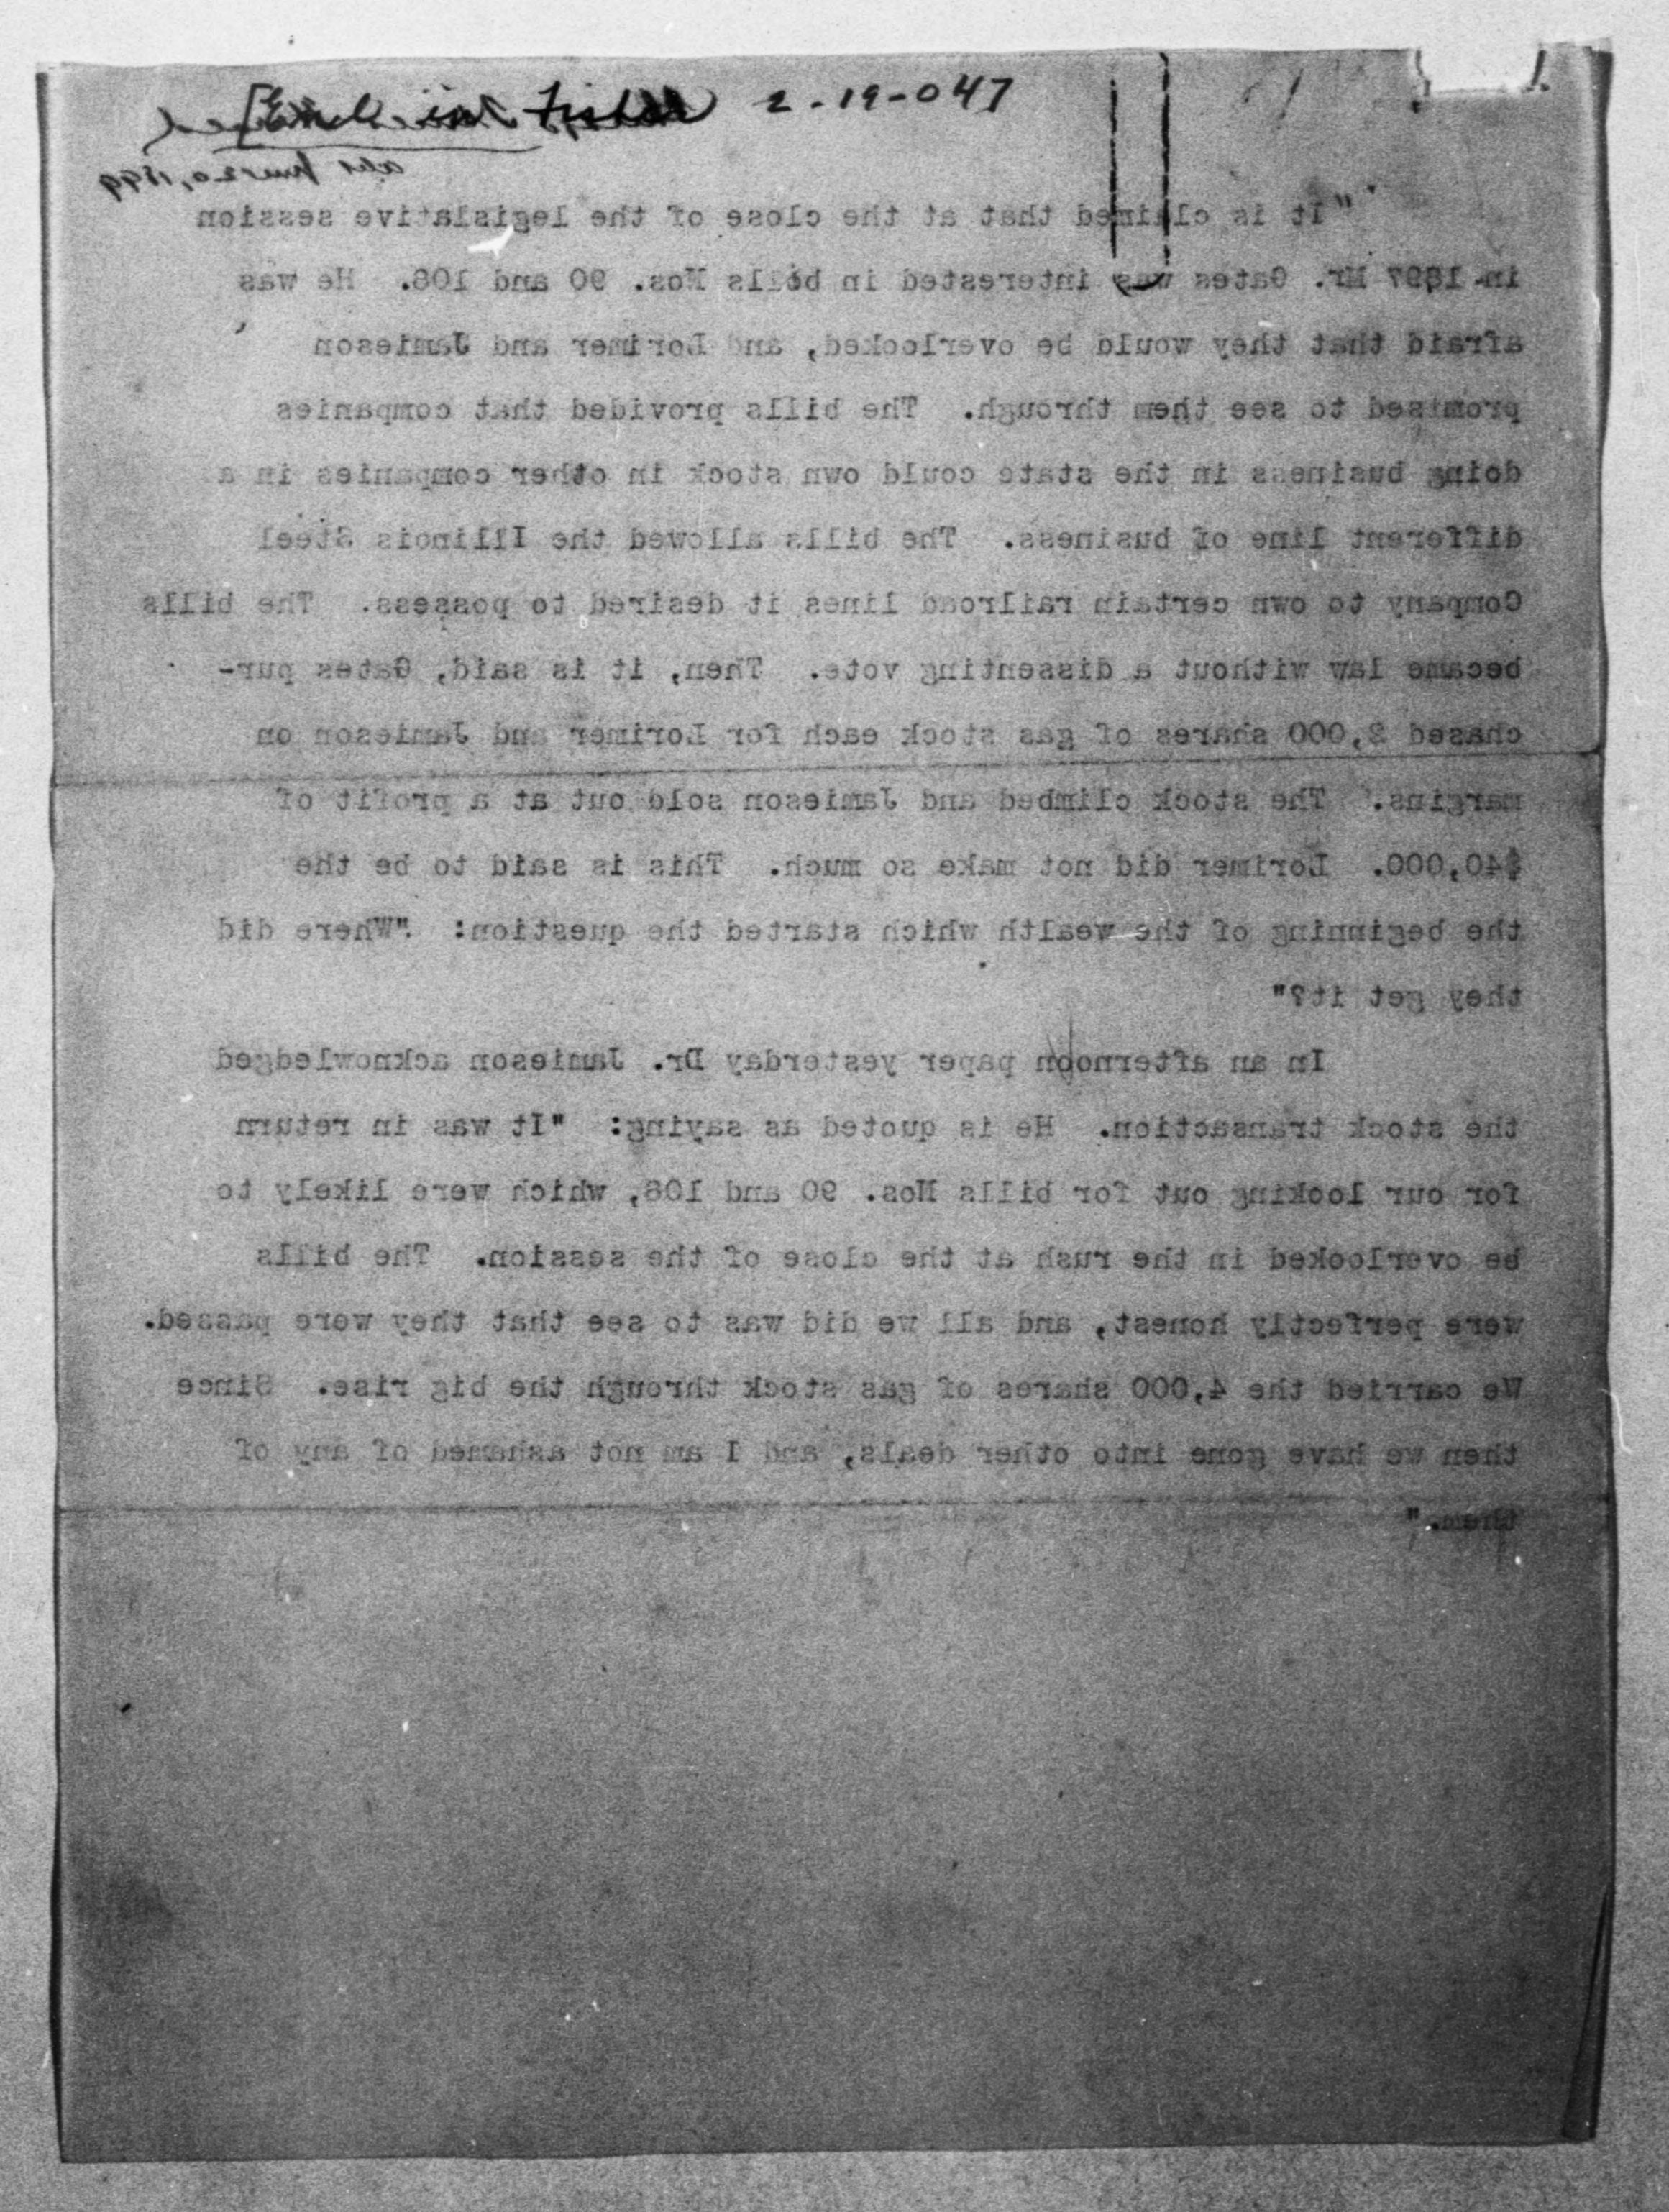 [Encl in Fisher 2-19-047
abt June 20, 1899
"It is claimed that at the close of the legislative session
in 1897 Mr. Gates was interested in bills Nos. 90 and 108. He was
afraid that they would be overlooked, and Lorimer and Jamieson
promised to see them through. The bills provided that companies
doing business in the state could own stock in other companies in a
different line of business. The bills allowed the Illinois Steel
Company to own certain railroad lines it desired to possess. The bills
became law without a dissenting vote. Then, it is said, Gates pur-
chased 2,000 shares of gas stock each for Lorimer and Jamieson on
margins. The stock climbed and Jamieson sold out at a profit of
$40,000. Lorimer did not make so much. This is said to be the
the beginning of the wealth which started the question: "Where did
they get it?"
In an afternoon paper yesterday Dr. Jamieson acknowledged
the stock transaction. He is quoted as saying: "It was in return
for our looking out for bills Nos. 90 and 108, which were likely to
be overlooked in the rush at the close of the session. The bills
were perfectly honest, and all we did was to see that they were passed.
We carried the 4,000 shares of gas stock through the big rise. Since
then we have gone into other deals, and I am not ashamed of any of
them."